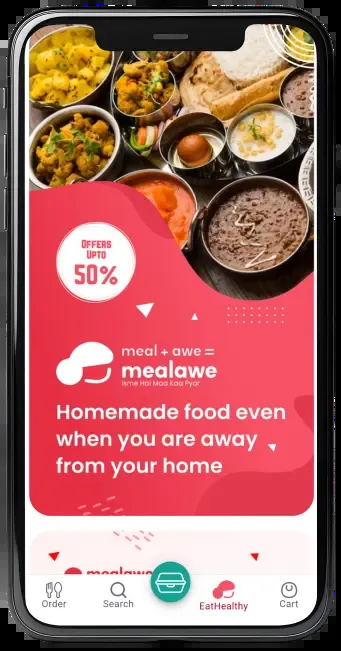 OFFERS
UPTO
50%
meal + awe =
mealawe
Isme Hai Maa Kaa Pyar
Homemade food even
when you are away
from your home
mealawe
Order
Search
EatHealthy
Cart